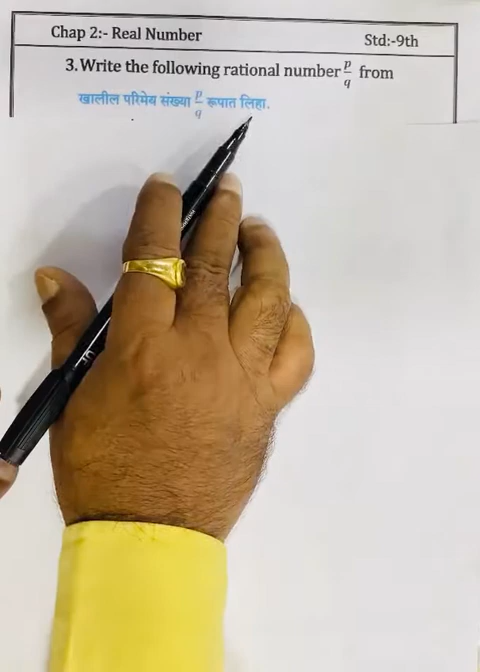 Chap 2:- Real Number
Std:-9th
3. Write the following rational number p/q from
खालील परिमेय संख्या p/q रूपात लिहा.